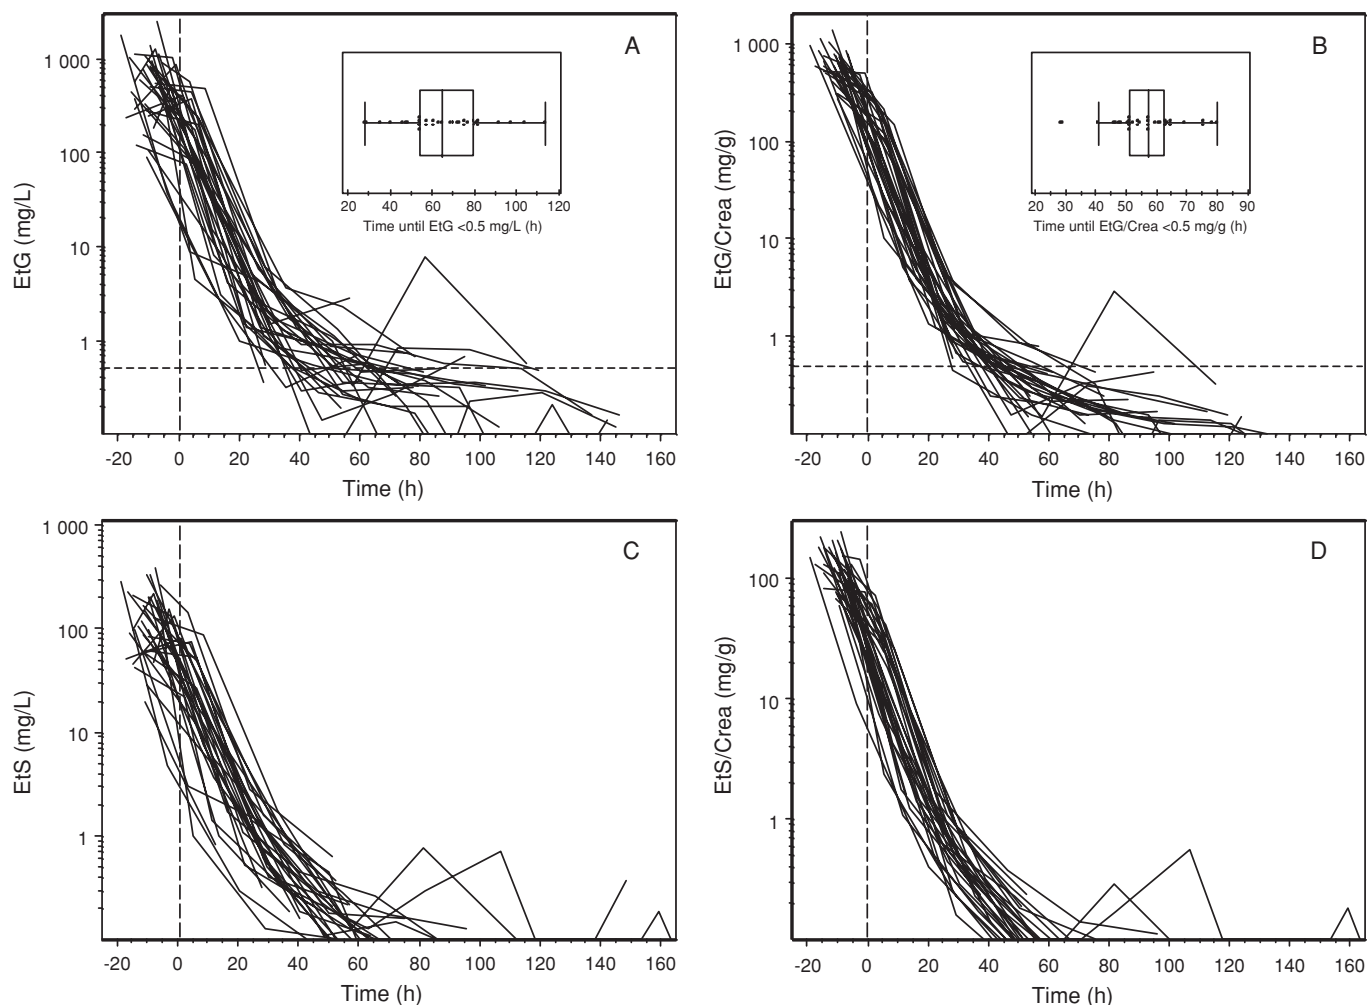 A
EtG (mg/L)
1 000
100
10
1
20 40 60 80 100 120
Time until EtG <0.5 mg/L (h)
-20 0 20 40 60 80 100 120 140 160
Time (h)
B
EtG/Crea (mg/g)
1 000
100
10
1
20 30 40 50 60 70 80 90
Time until EtG/Crea <0.5 mg/g (h)
-20 0 20 40 60 80 100 120 140 160
Time (h)
C
EtS (mg/L)
1 000
100
10
1
-20 0 20 40 60 80 100 120 140 160
Time (h)
D
EtS/Crea (mg/g)
100
10
1
-20 0 20 40 60 80 100 120 140 160
Time (h)